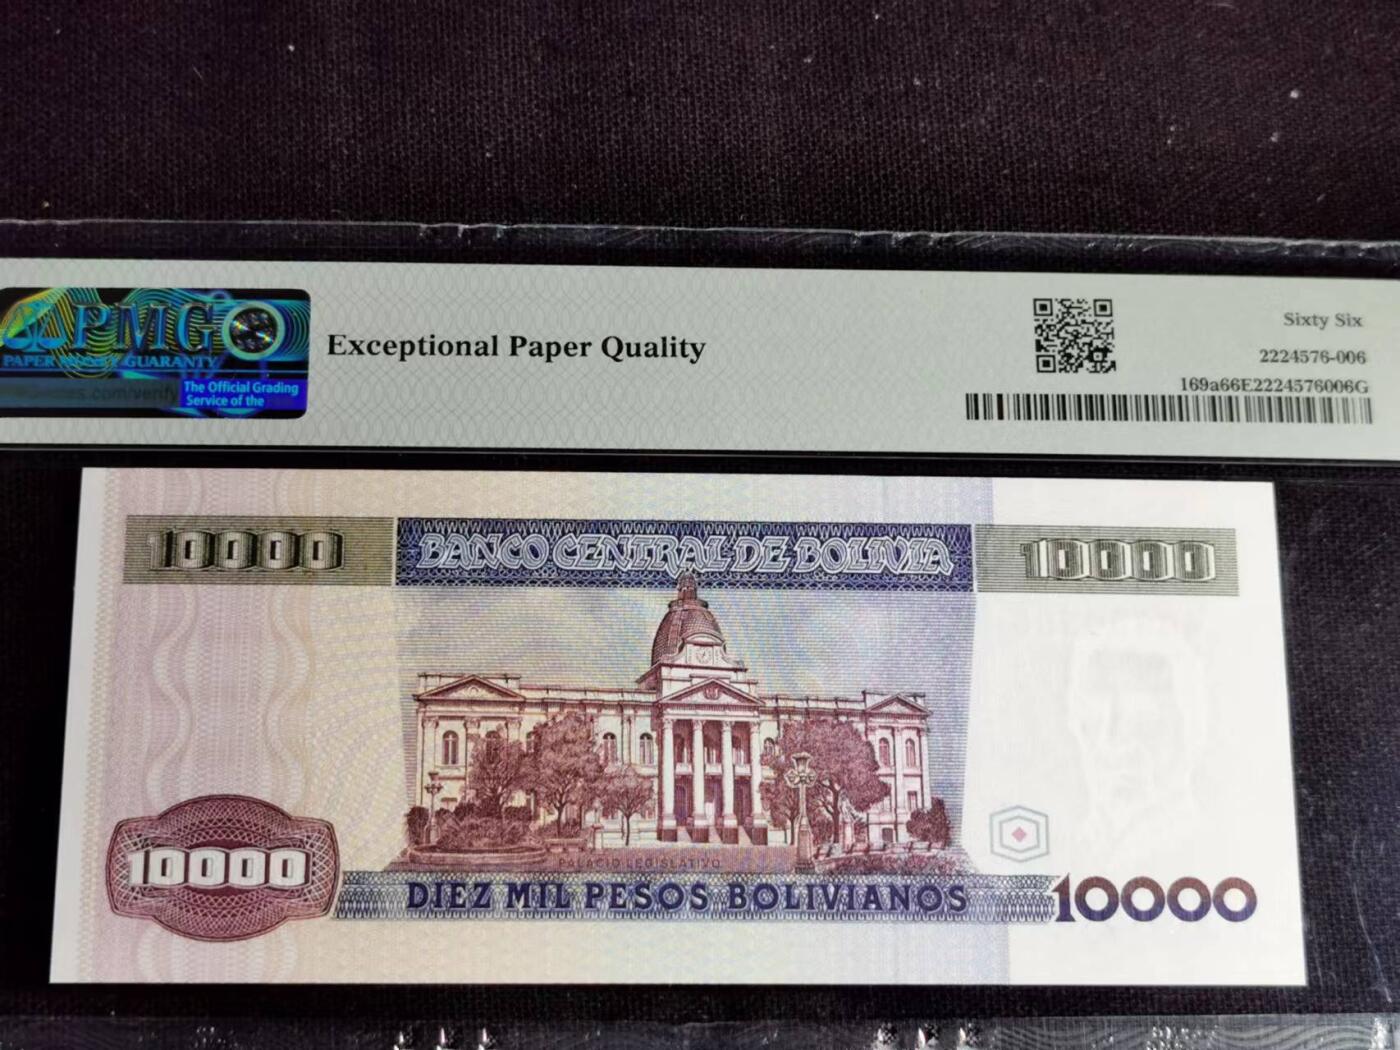 PMG
PAPER MONEY GUARANTY
The Official Grading
Service of the
Exceptional Paper Quality
Sixty Six
2224576-006
169a66E2224576006G
10000
BANCO CENTRAL DE BOLIVIA
10000
PALACIO LEGISLATIVO
10000
DIEZ MIL PESOS BOLIVIANOS
10000